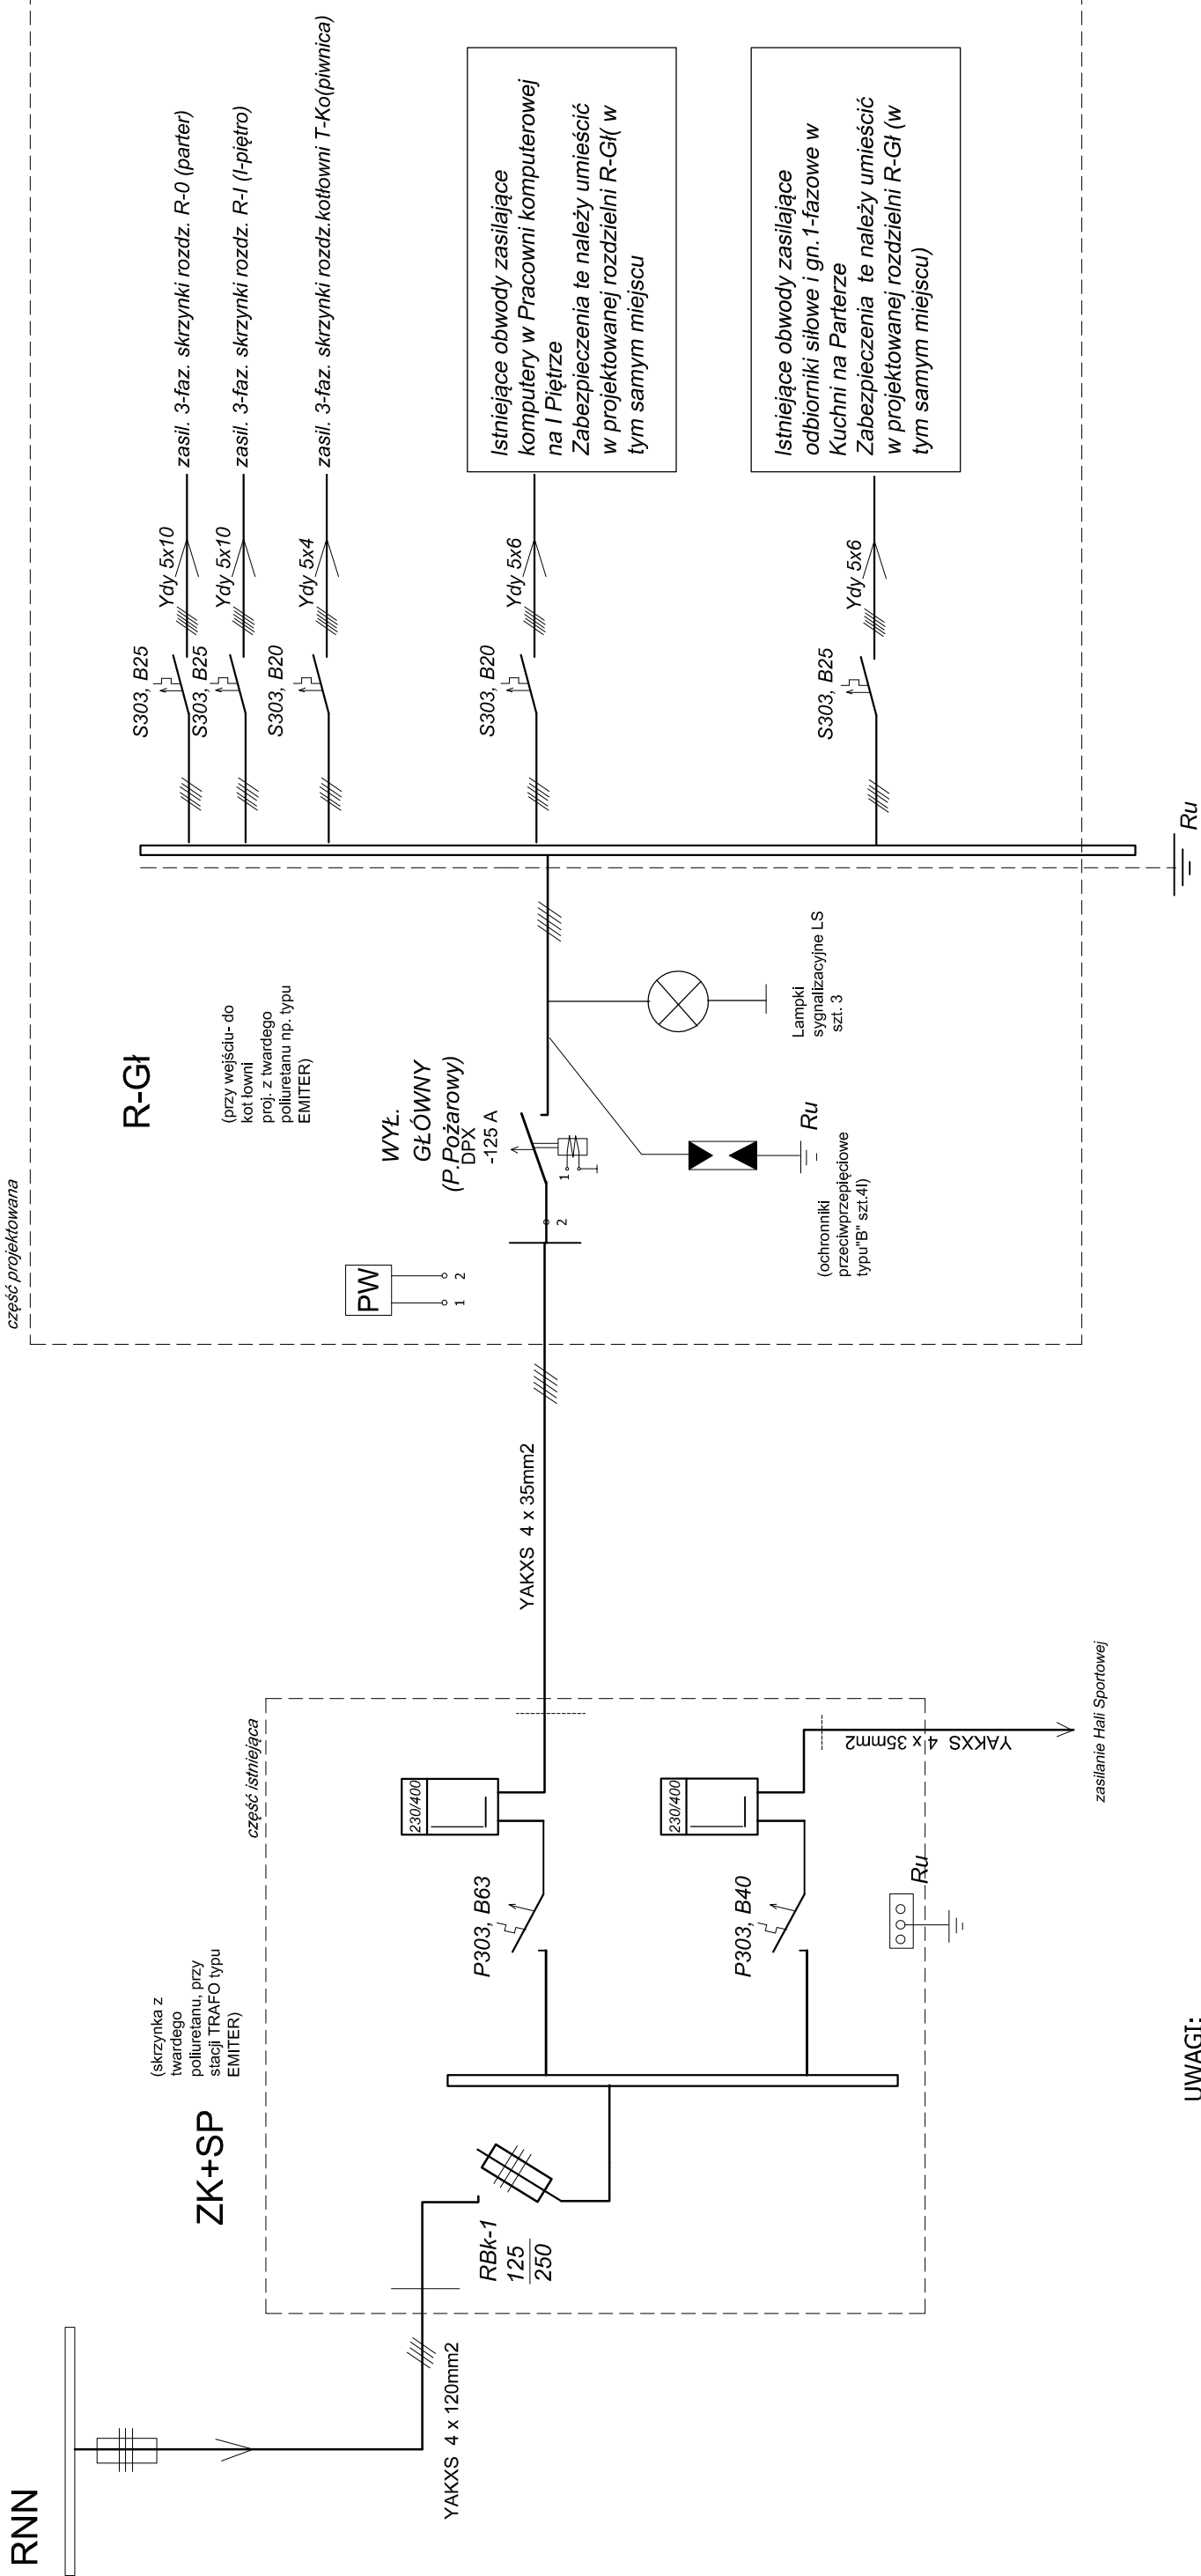 RNN
YAKXS 4 x 120mm2
ZK+SP
(skrzynka z
twardego
poliuretanu, przy
stacji TRAFO typu
EMITER)
część istniejąca
RBk-1
125
250
P303, B63
230/400
P303, B40
230/400
Ru
YAKXS 4 x 35mm2
zasilanie Hali Sportowej
YAKXS 4 x 35mm2
część projektowana
R-Gł
(przy wejściu- do
kotłowni
proj. z twardego
poliuretanu np. typu
EMITER)
PW
1
2
WYŁ.
GŁÓWNY
(P.Pożarowy)
DPX
-125 A
1
2
Ru
(ochronniki
przeciwprzepięciowe
typu"B" szt.4l)
Lampki
sygnalizacyjne LS
szt. 3
Ru
S303, B25
Ydy 5x10
zasil. 3-faz. skrzynki rozdz. R-0 (parter)
S303, B25
Ydy 5x10
zasil. 3-faz. skrzynki rozdz. R-I (I-piętro)
S303, B20
Ydy 5x4
zasil. 3-faz. skrzynki rozdz.kotłowni T-Ko(piwnica)
S303, B20
Ydy 5x6
Istniejące obwody zasilające
komputery w Pracowni komputerowej
na I Piętrze
Zabezpieczenia te należy umieścić
w projektowanej rozdzielni R-Gł( w
tym samym miejscu
S303, B25
Ydy 5x6
Istniejące obwody zasilające
odbiorniki siłowe i gn.1-fazowe w
Kuchni na Parterze
Zabezpieczenia te należy umieścić
w projektowanej rozdzielni R-Gł (w
tym samym miejscu)
UWAGI: